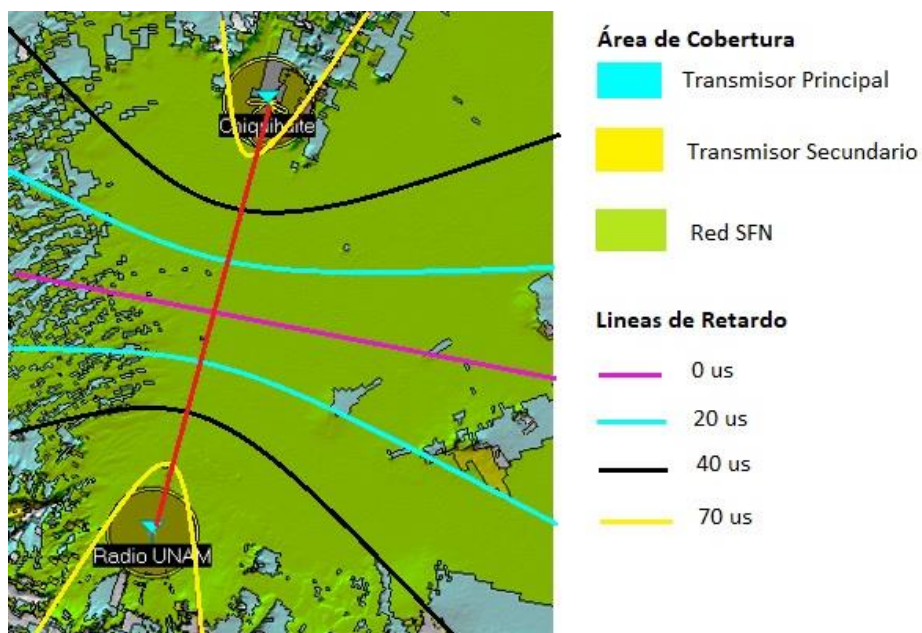 Chiquihuite
Radio UNAM
Área de Cobertura
Transmisor Principal
Transmisor Secundario
Red SFN
Lineas de Retardo
0 us
20 us
40 us
70 us